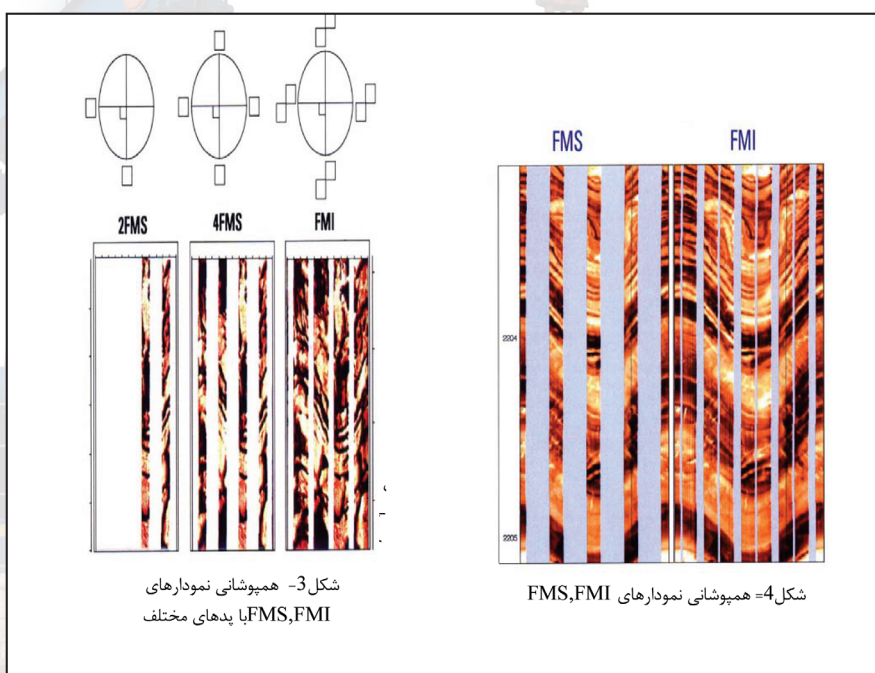 2FMS 4FMS FMI
شکل3- همپوشانی نمودارهای
FMS,FMIبا پدهای مختلف
FMS FMI
2204
2205
شکل4= همپوشانی نمودارهای FMS,FMI